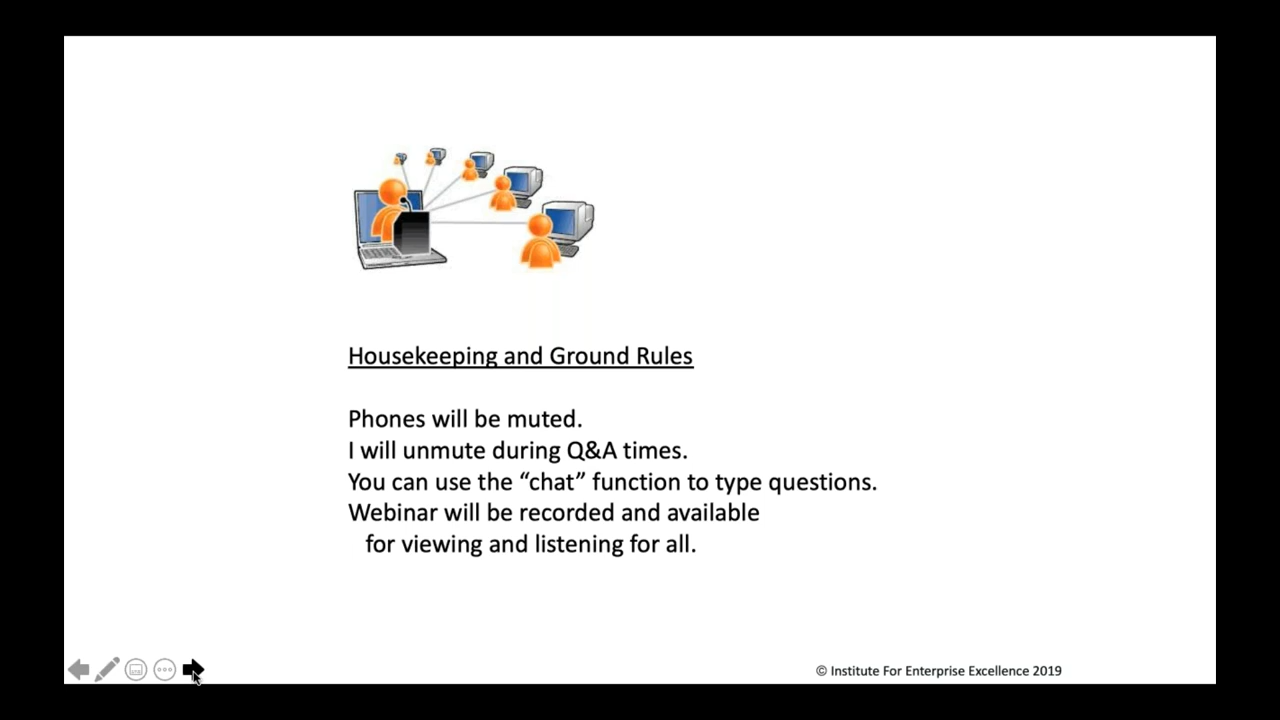 Housekeeping and Ground Rules
Phones will be muted.
I will unmute during Q&A times.
You can use the “chat” function to type questions.
Webinar will be recorded and available
for viewing and listening for all.
© Institute For Enterprise Excellence 2019